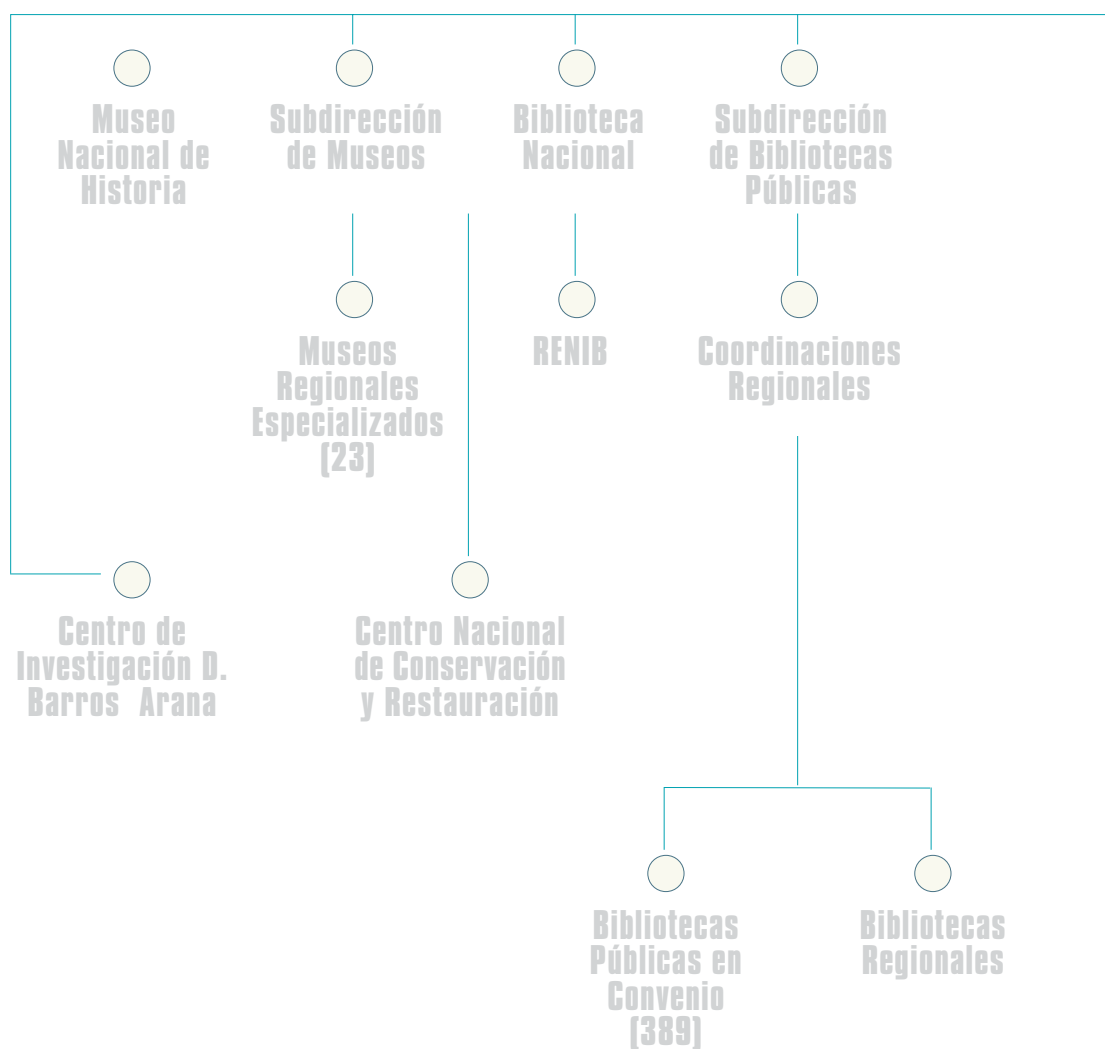 Museo
Nacional de
Historia
Subdirección
de Museos
Biblioteca
Nacional
Subdirección
de Bibliotecas
Públicas
Museos
Regionales
Especializados
(23)
RENIB
Coordinaciones
Regionales
Centro de
Investigación D.
Barros Arana
Centro Nacional
de Conservación
y Restauración
Bibliotecas
Públicas en
Convenio
(389)
Bibliotecas
Regionales